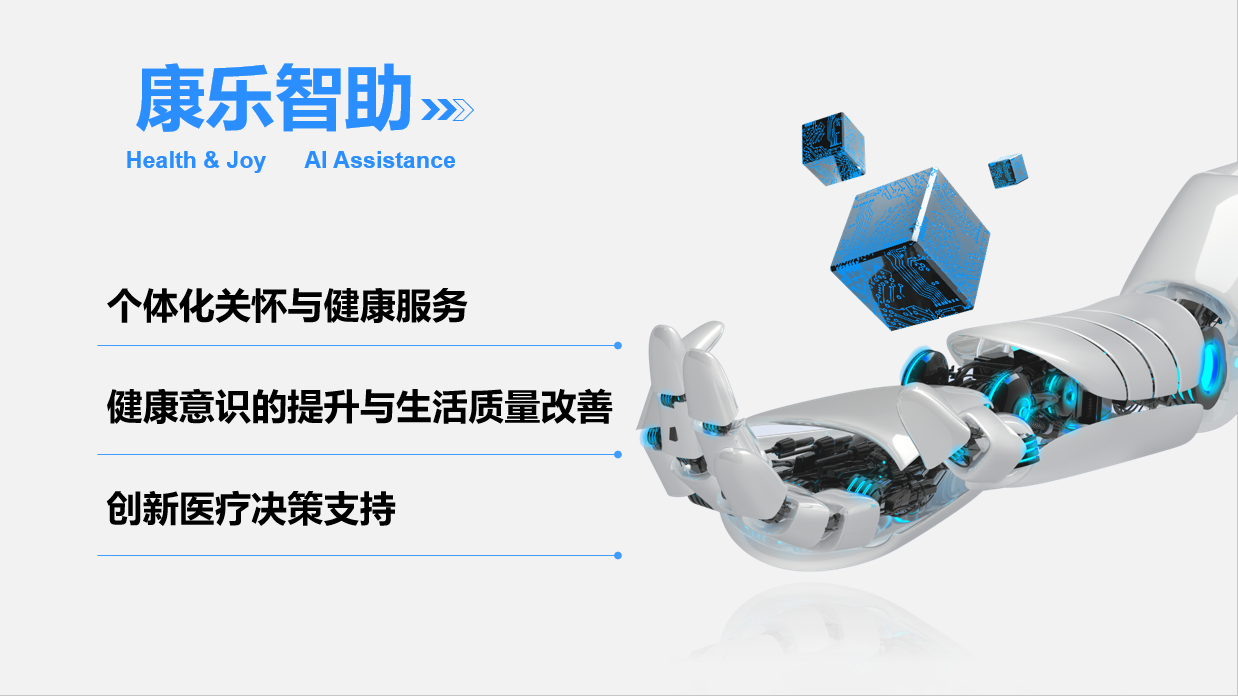 康乐智助
Health & Joy AI Assistance
个体化关怀与健康服务
健康意识的提升与生活质量改善
创新医疗决策支持